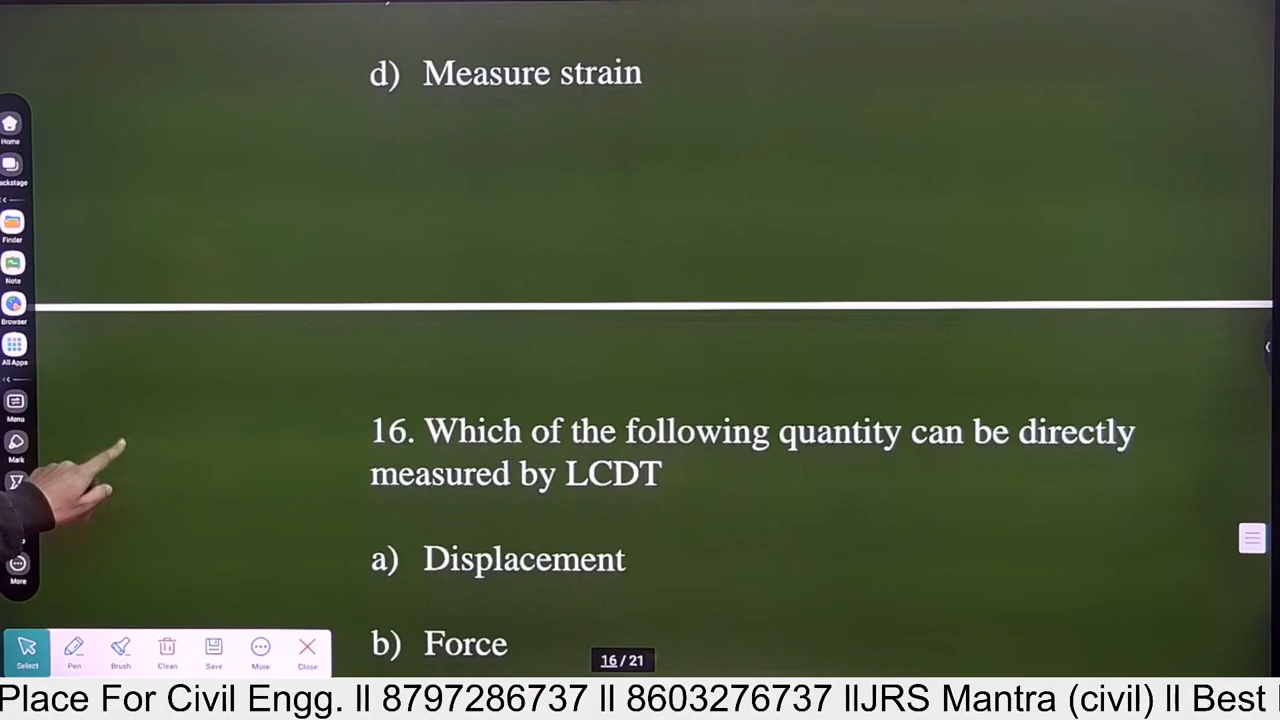 d) Measure strain
Home
ackstage
Finder
Note
Browser
All Apps
Menu
Mark
16. Which of the following quantity can be directly
measured by LCDT
a) Displacement
b) Force
More
Select Pen Brush Clean Save More Close
16/21
Place For Civil Engg. ll 8797286737 ll 8603276737 llJRS Mantra (civil) ll Best